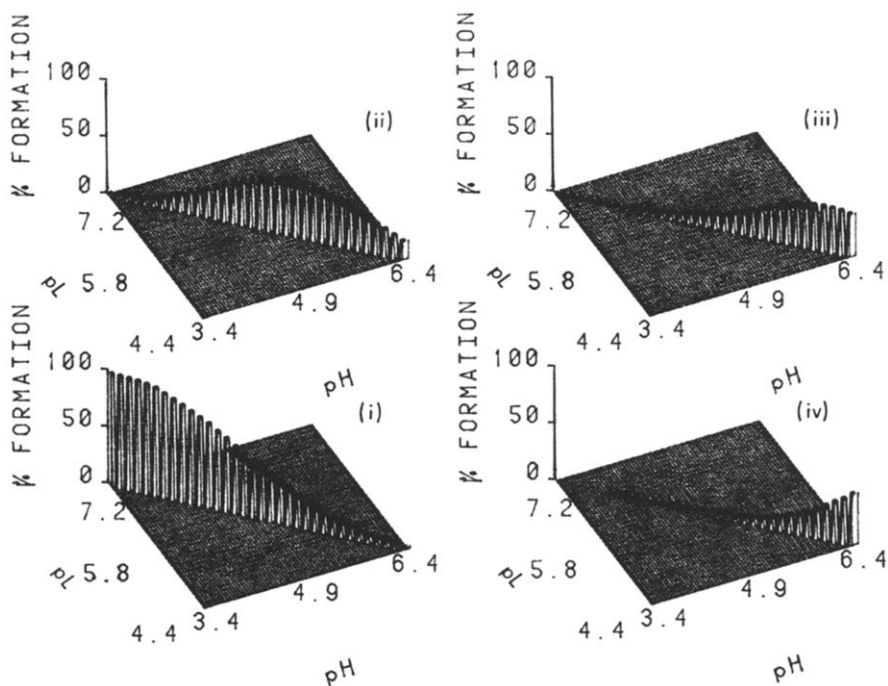 % FORMATION
100
50
0
7.2
pL 5.8
4.4
3.4
4.9
6.4
pH
(ii)
% FORMATION
100
50
0
7.2
pL 5.8
4.4
3.4
4.9
6.4
pH
(iii)
% FORMATION
100
50
0
7.2
pL 5.8
4.4
3.4
4.9
6.4
pH
(i)
% FORMATION
100
50
0
7.2
pL 5.8
4.4
3.4
4.9
6.4
pH
(iv)